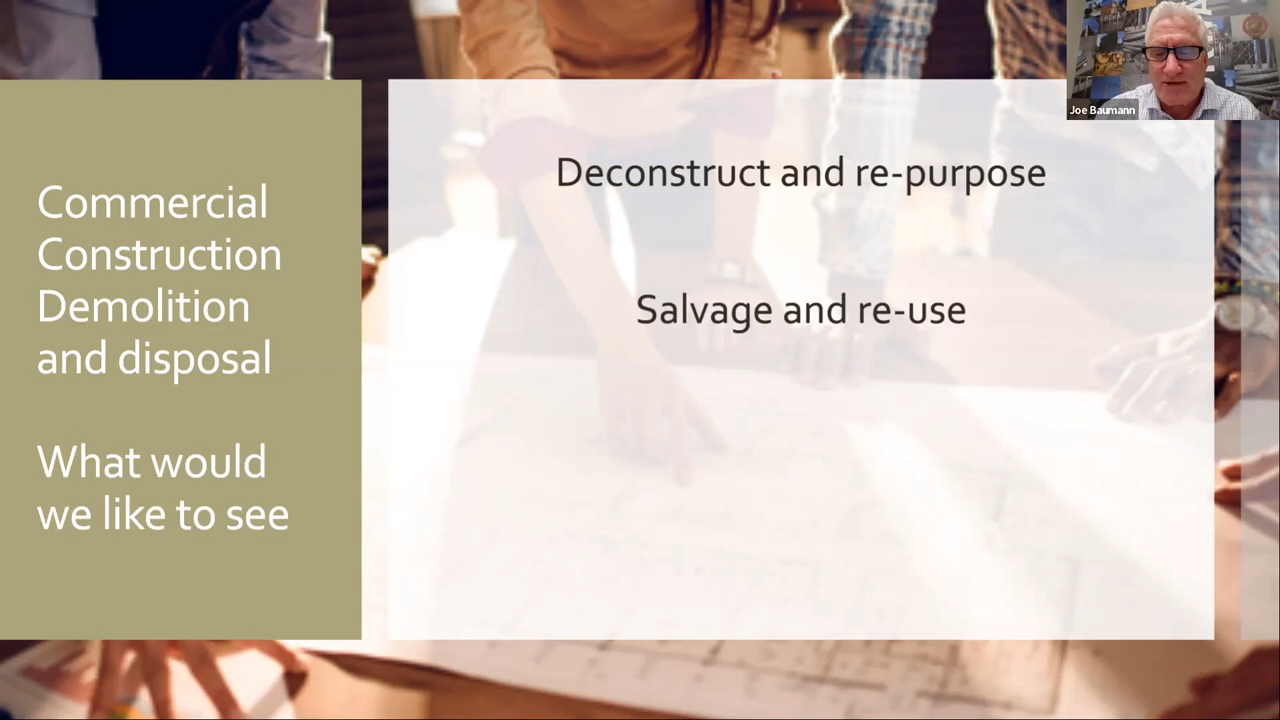 Commercial
Construction
Demolition
and disposal
What would
we like to see
Deconstruct and re-purpose
Salvage and re-use
Joe Baumann